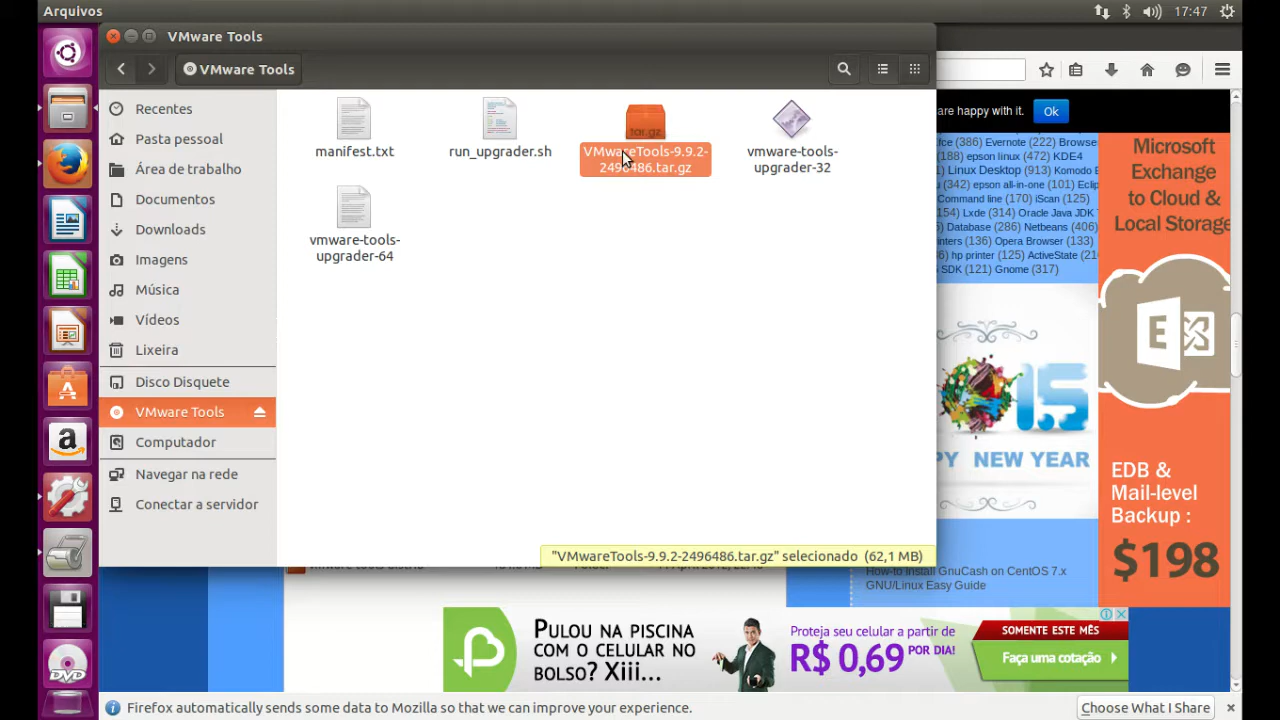 Arquivos
17:47
VMware Tools
VMware Tools
Recentes
Pasta pessoal
Área de trabalho
Documentos
Downloads
Imagens
Música
Vídeos
Lixeira
Disco Disquete
VMware Tools
Computador
Navegar na rede
Conectar a servidor
manifest.txt
run_upgrader.sh
tar.gz
VMwareTools-9.9.2-
2496486.tar.gz
vmware-tools-
upgrader-32
vmware-tools-
upgrader-64
"VMwareTools-9.9.2-2496486.tar.gz" selecionado (62,1 MB)
are happy with it.
Ok
(386) Evernote (222) Browser
(188) epson linux (472) KDE4
Linux Desktop (913) Komodo
(342) epson all-in-one (101)
Command line (170) iScan (125)
(314) Oracle Java JDK
Database (286) Netbeans (406)
(136) Opera Browser (133)
hp printer (125) ActiveState
SDK (121) Gnome (317)
Microsoft
Exchange
to Cloud &
Local Storage
E
EDB &
Mail-level
Backup :
$198
15
NEW YEAR
How-to Install GnuCash on CentOS 7.x
GNU/Linux Easy Guide
PULOU NA PISCINA
COM O CELULAR NO
BOLSO? Xiii...
Proteja seu celular a partir de
R$ 0,69 POR DIA!
SOMENTE ESTE MÊS
Faça uma cotação
DVD
Firefox automatically sends some data to Mozilla so that we can improve your experience.
Choose What I Share